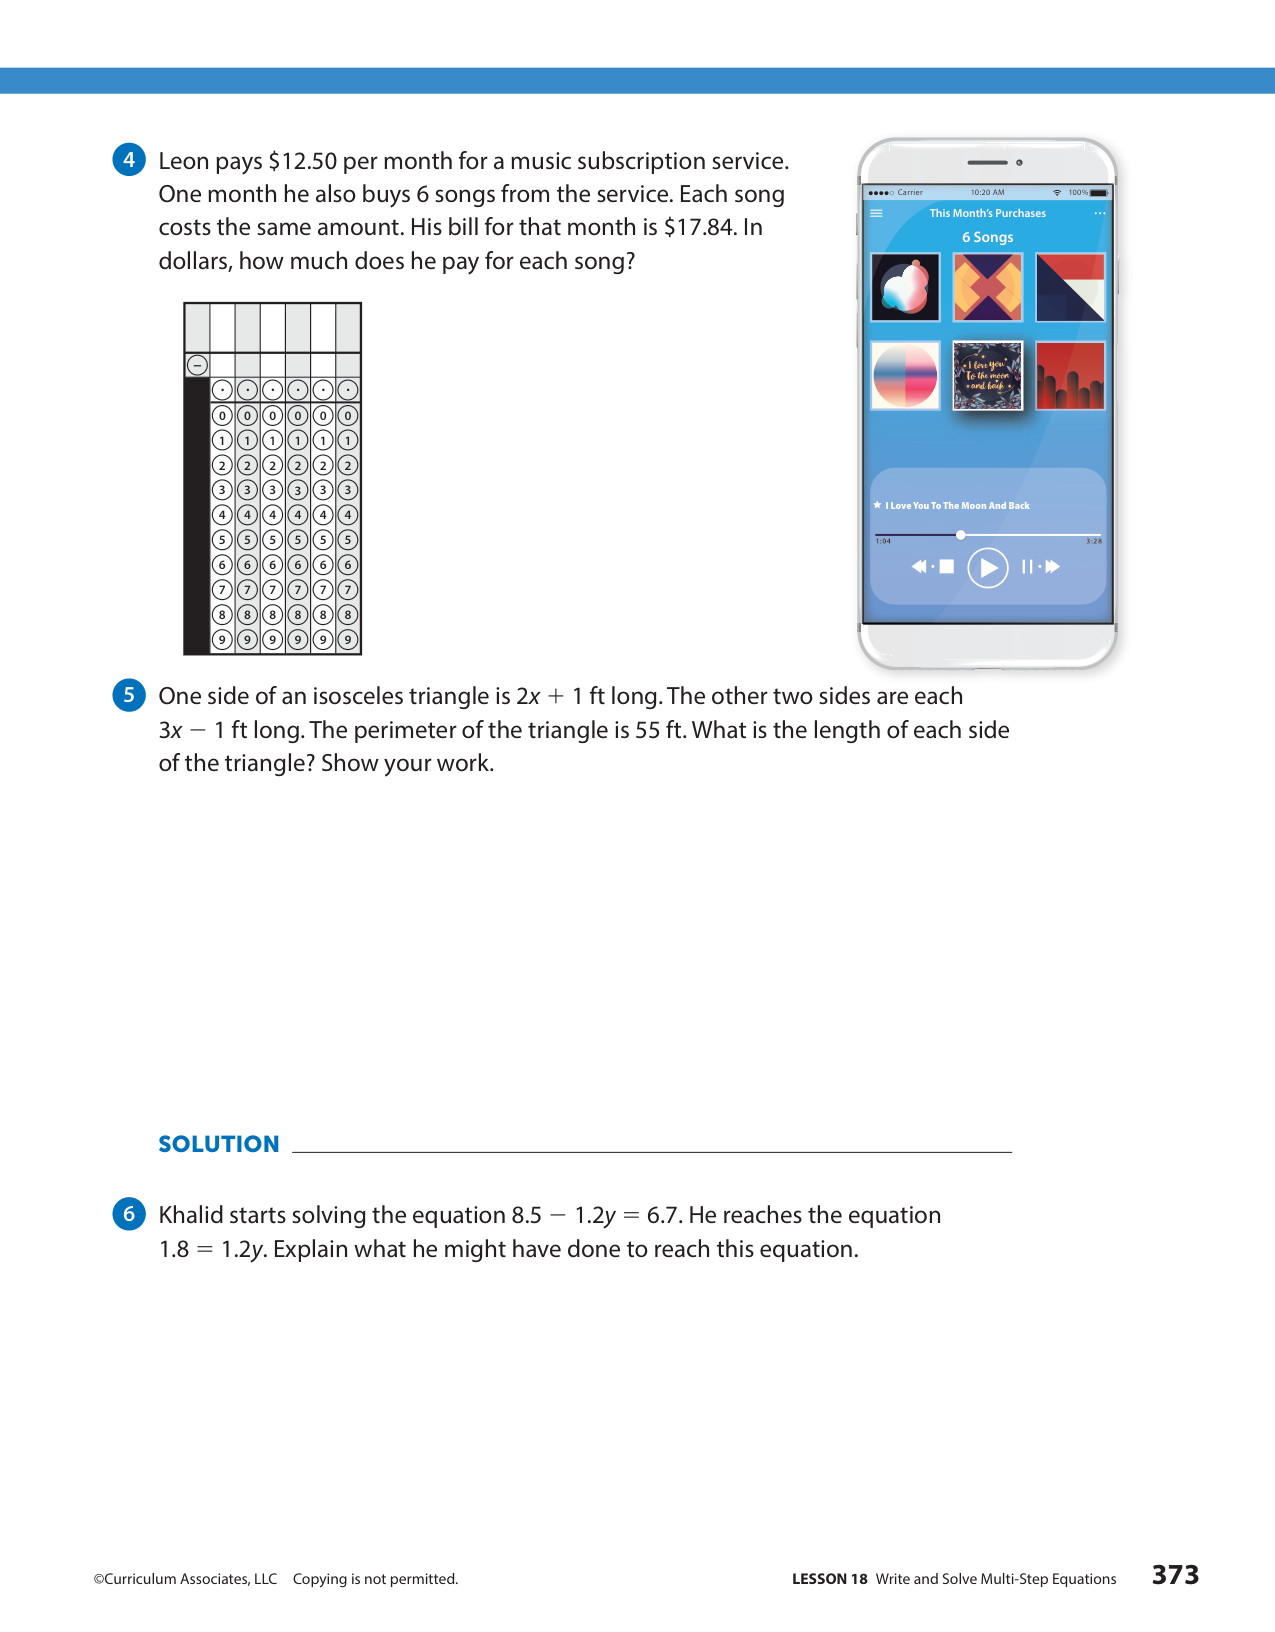 4 Leon pays $12.50 per month for a music subscription service.
One month he also buys 6 songs from the service. Each song
costs the same amount. His bill for that month is $17.84. In
dollars, how much does he pay for each song?
Carrier 10:20 AM 100%
This Month's Purchases
6 Songs
I love you
To the moon
and back
I Love You To The Moon And Back
1:04 3:28
−
. . . . . .
0 0 0 0 0 0
1 1 1 1 1 1
2 2 2 2 2 2
3 3 3 3 3 3
4 4 4 4 4 4
5 5 5 5 5 5
6 6 6 6 6 6
7 7 7 7 7 7
8 8 8 8 8 8
9 9 9 9 9 9
5 One side of an isosceles triangle is 2x + 1 ft long. The other two sides are each
3x − 1 ft long. The perimeter of the triangle is 55 ft. What is the length of each side
of the triangle? Show your work.
SOLUTION
6 Khalid starts solving the equation 8.5 − 1.2y = 6.7. He reaches the equation
1.8 = 1.2y. Explain what he might have done to reach this equation.
©Curriculum Associates, LLC Copying is not permitted.
LESSON 18 Write and Solve Multi-Step Equations 373